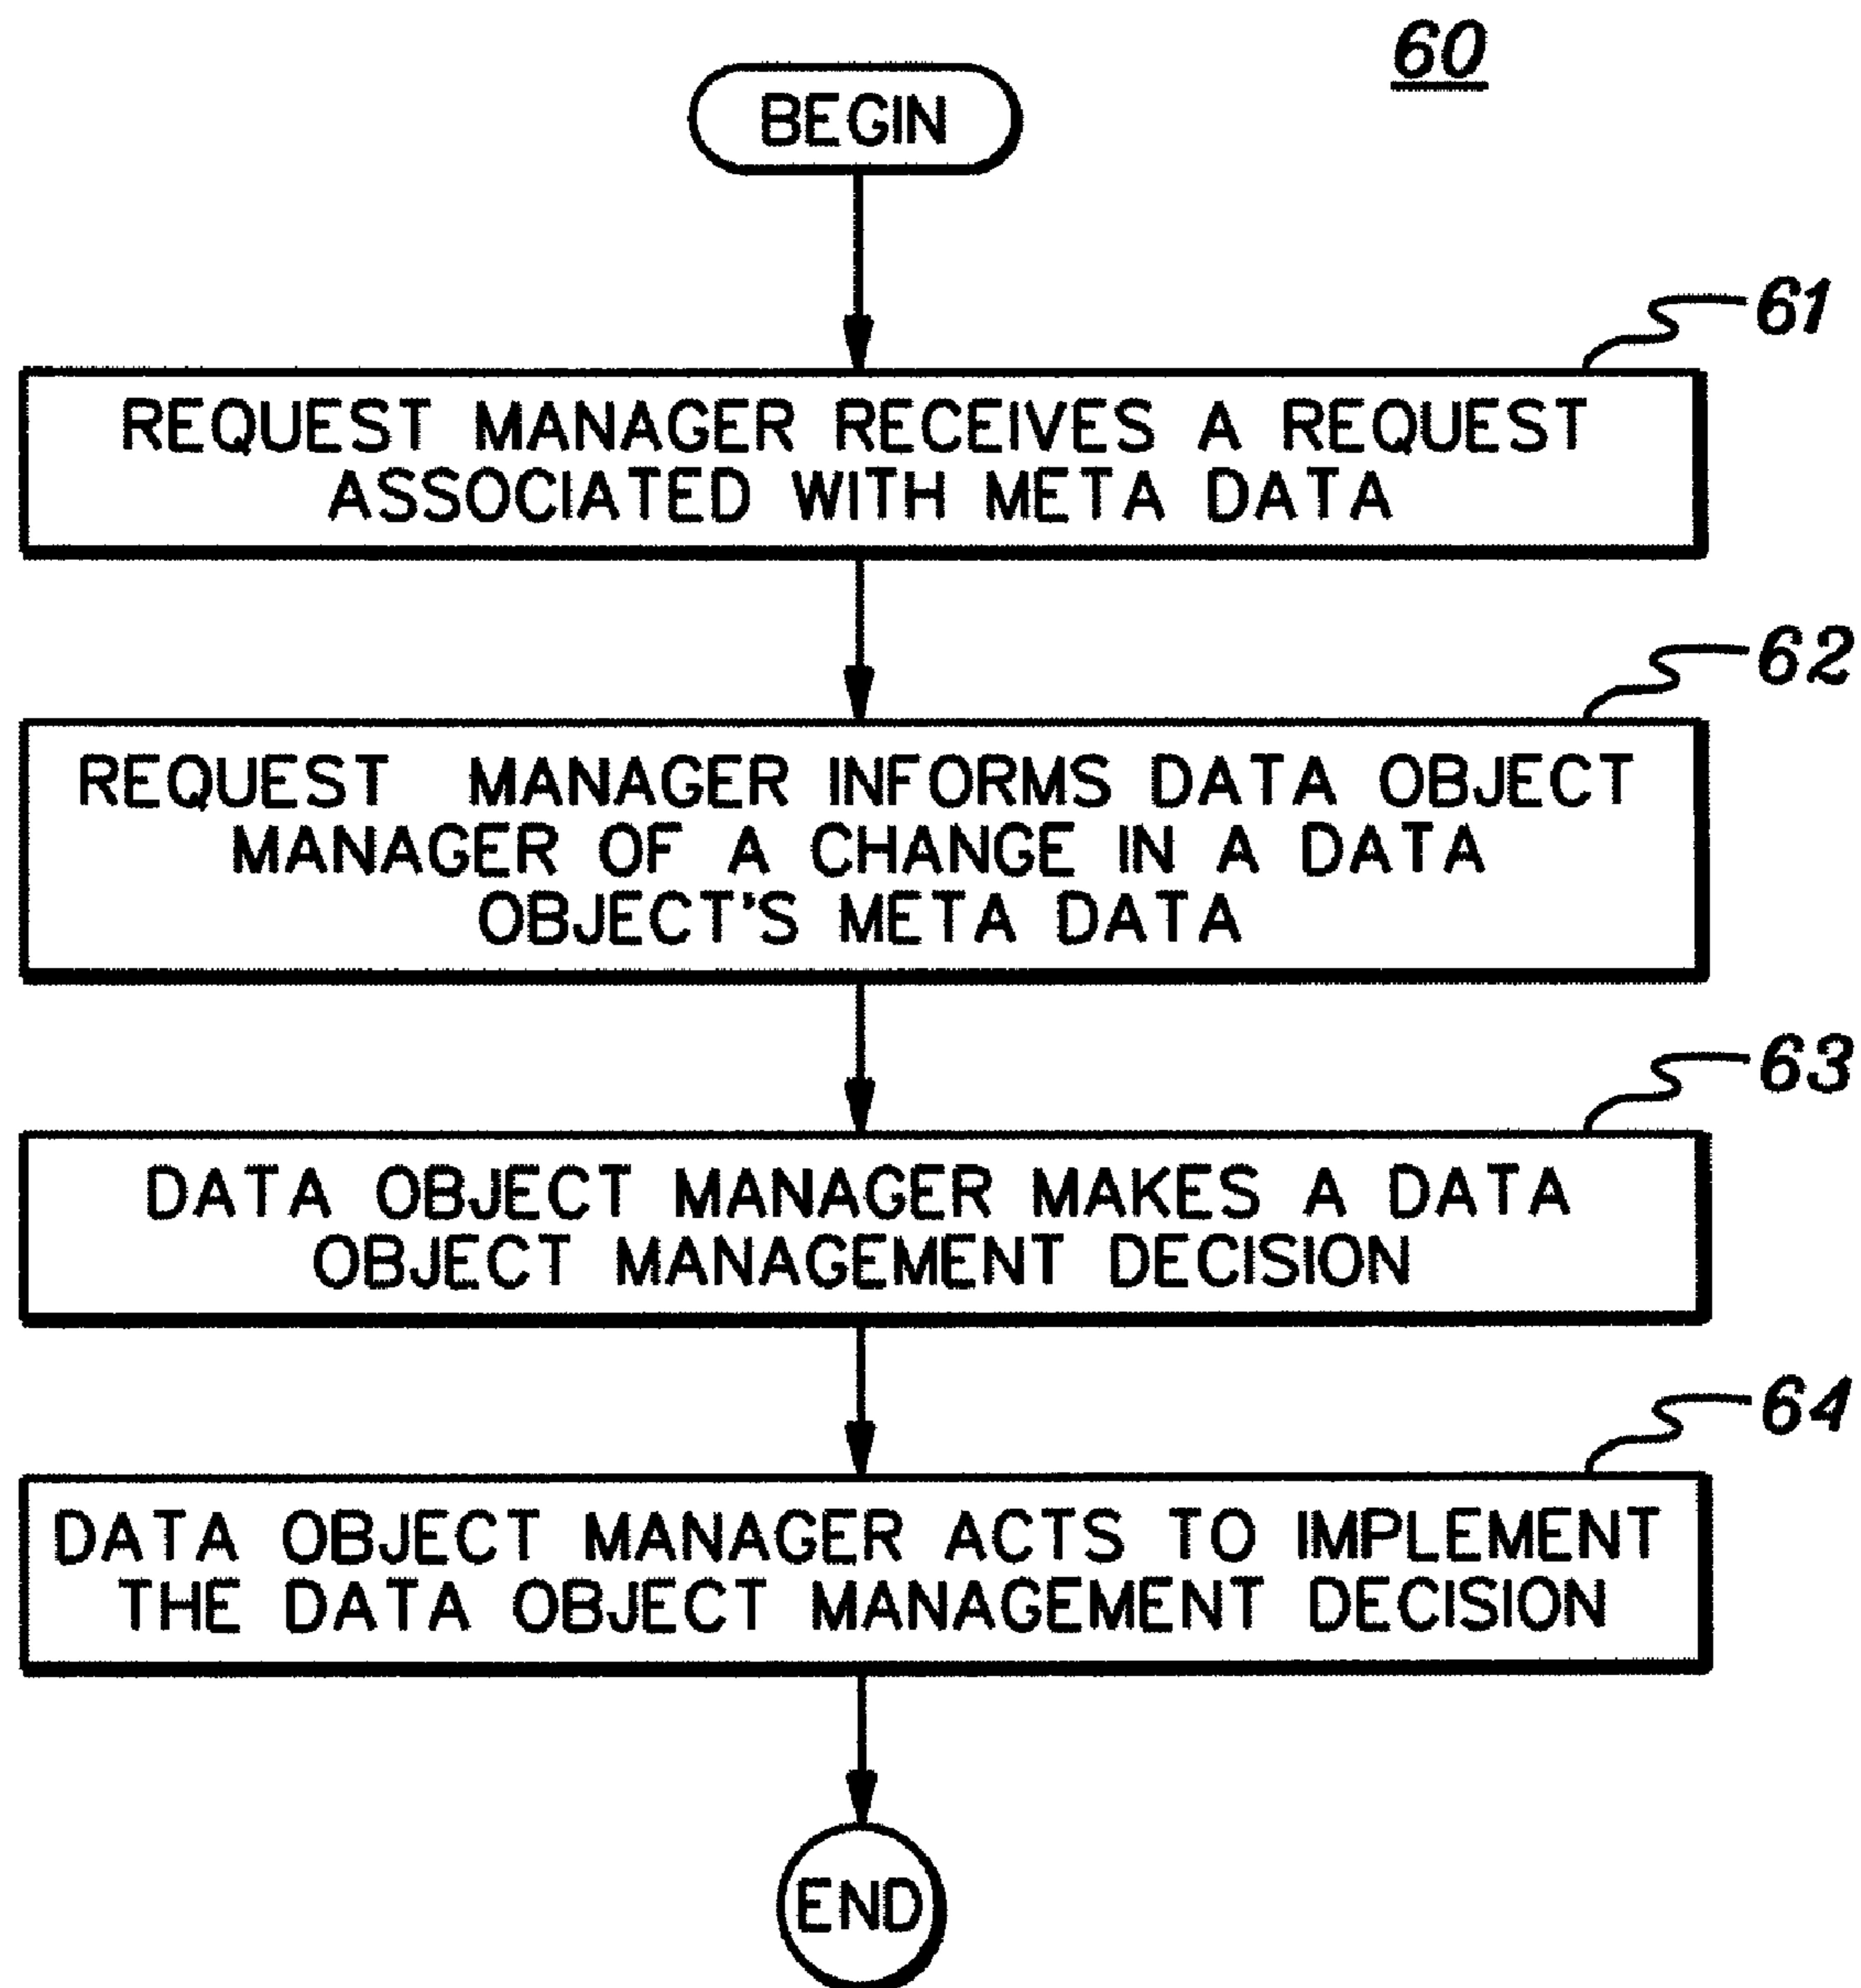 60
BEGIN
61
REQUEST MANAGER RECEIVES A REQUEST
ASSOCIATED WITH META DATA
62
REQUEST MANAGER INFORMS DATA OBJECT
MANAGER OF A CHANGE IN A DATA
OBJECT'S META DATA
63
DATA OBJECT MANAGER MAKES A DATA
OBJECT MANAGEMENT DECISION
64
DATA OBJECT MANAGER ACTS TO IMPLEMENT
THE DATA OBJECT MANAGEMENT DECISION
END